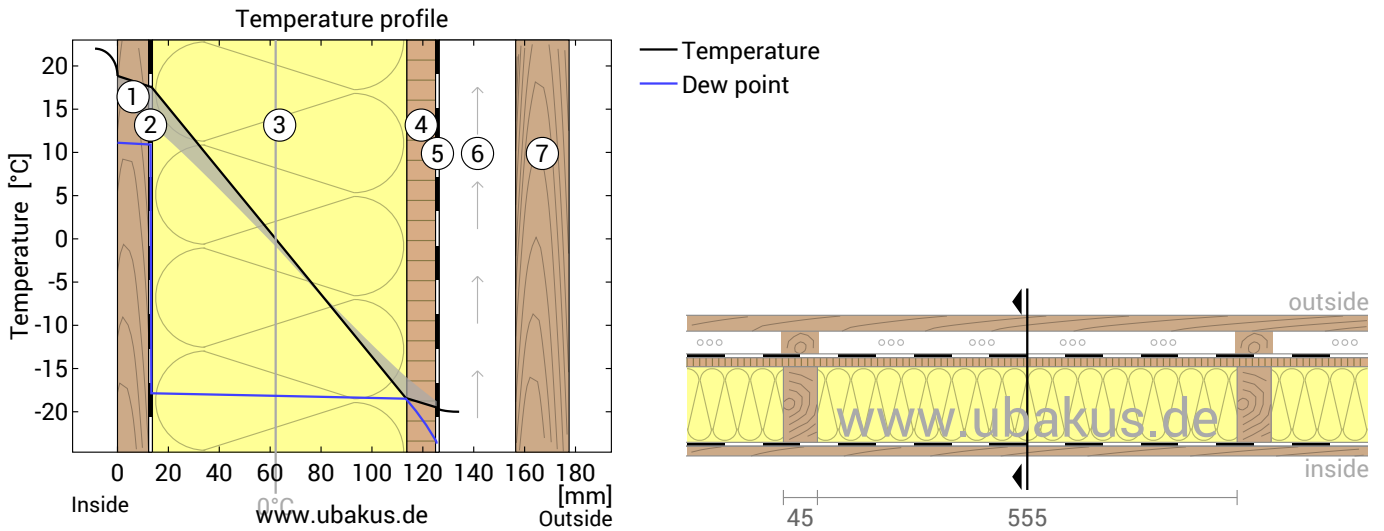 Temperature profile
Temperature [°C]
20
15
10
5
0
-5
-10
-15
-20
1
2
3
4
5
6
7
0 20 40 60 80 100 120 140 160 180
[mm]
Inside
0°C
www.ubakus.de
Outside
Temperature
Dew point
outside
www.ubakus.de
inside
45
555